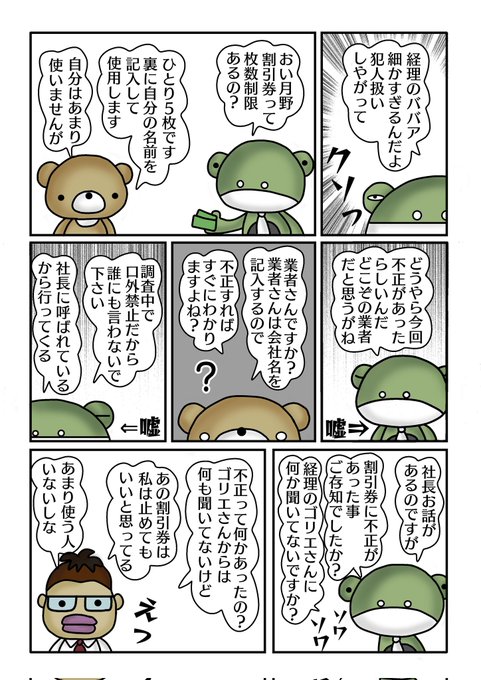 経理のババア
細かすぎるんだよ
犯人扱い
しやがって
クソッ
おい月野
割引券って
枚数制限
あるの?
ひとり5枚です
裏に自分の名前を
記入して
使用します
自分はあまり
使いませんが
どうやら今回
不正があった
らしいんだ
どこぞの業者
だと思うがね
嘘⇒
業者さんですか?
業者さんは会社名を
記入するので
不正すれば
すぐにわかり
ますよね?
?
調査中で
口外禁止だから
誰にも言わないで
下さい
社長に呼ばれている
から行ってくる
⇐嘘
社長お話が
あるのですが
割引券に不正が
あった事
ご存知でしたか?
経理のゴリエさんに
何か聞いてないですか?
ソワ
ソワ
不正って何かあったの?
ゴリエさんからは
何も聞いてないけど
あの割引券は
私は止めても
いいと思ってる
あまり使う人
いないしな
えっ